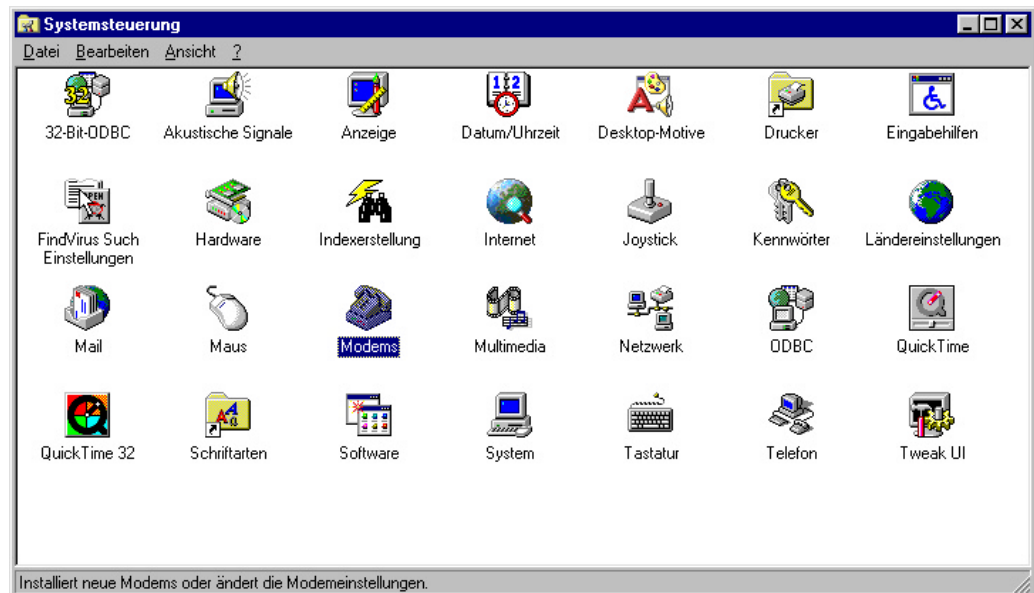 Systemsteuerung
Datei Bearbeiten Ansicht ?
32-Bit-ODBC Akustische Signale Anzeige Datum/Uhrzeit Desktop-Motive Drucker Eingabehilfen
FindVirus Such Hardware Indexerstellung Internet Joystick Kennwörter Ländereinstellungen
Einstellungen
Mail Maus Modems Multimedia Netzwerk ODBC QuickTime
QuickTime 32 Schriftarten Software System Tastatur Telefon Tweak UI
Installiert neue Modems oder ändert die Modemeinstellungen.